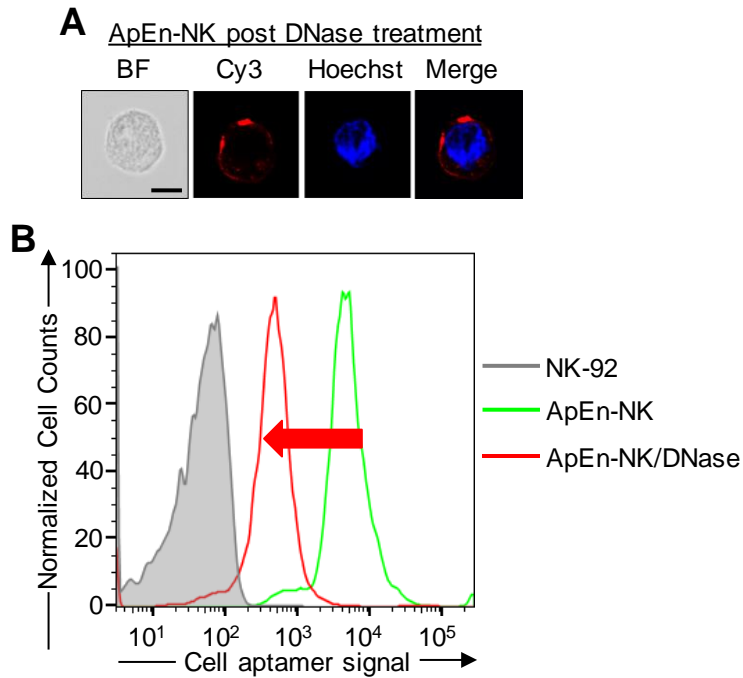 A
ApEn-NK post DNase treatment
BF Cy3 Hoechst Merge
B
Normalized Cell Counts
100
80
60
40
20
0
10¹ 10² 10³ 10⁴ 10⁵
Cell aptamer signal
NK-92
ApEn-NK
ApEn-NK/DNase